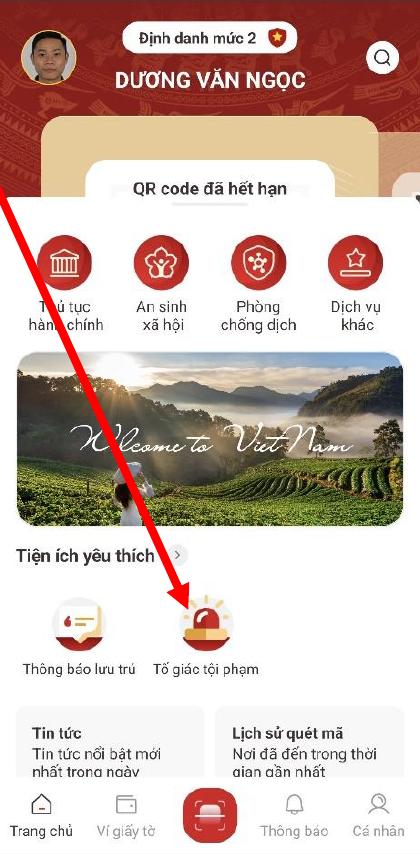 Định danh mức 2
DƯƠNG VĂN NGỌC
QR code đã hết hạn
Thủ tục
hành chính
An sinh
xã hội
Phòng
chống dịch
Dịch vụ
khác
Welcome to Viet Nam
Tiện ích yêu thích
Thông báo lưu trú
Tố giác tội phạm
Tin tức
Tin tức nổi bật mới
nhất trong ngày
Lịch sử quét mã
Nơi đã đến trong thời
gian gần nhất
Trang chủ
Ví giấy tờ
Thông báo
Cá nhân